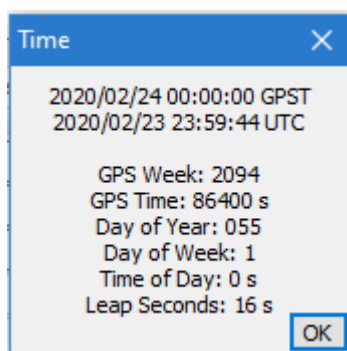 Time
2020/02/24 00:00:00 GPST
2020/02/23 23:59:44 UTC
GPS Week: 2094
GPS Time: 86400 s
Day of Year: 055
Day of Week: 1
Time of Day: 0 s
Leap Seconds: 16 s
OK